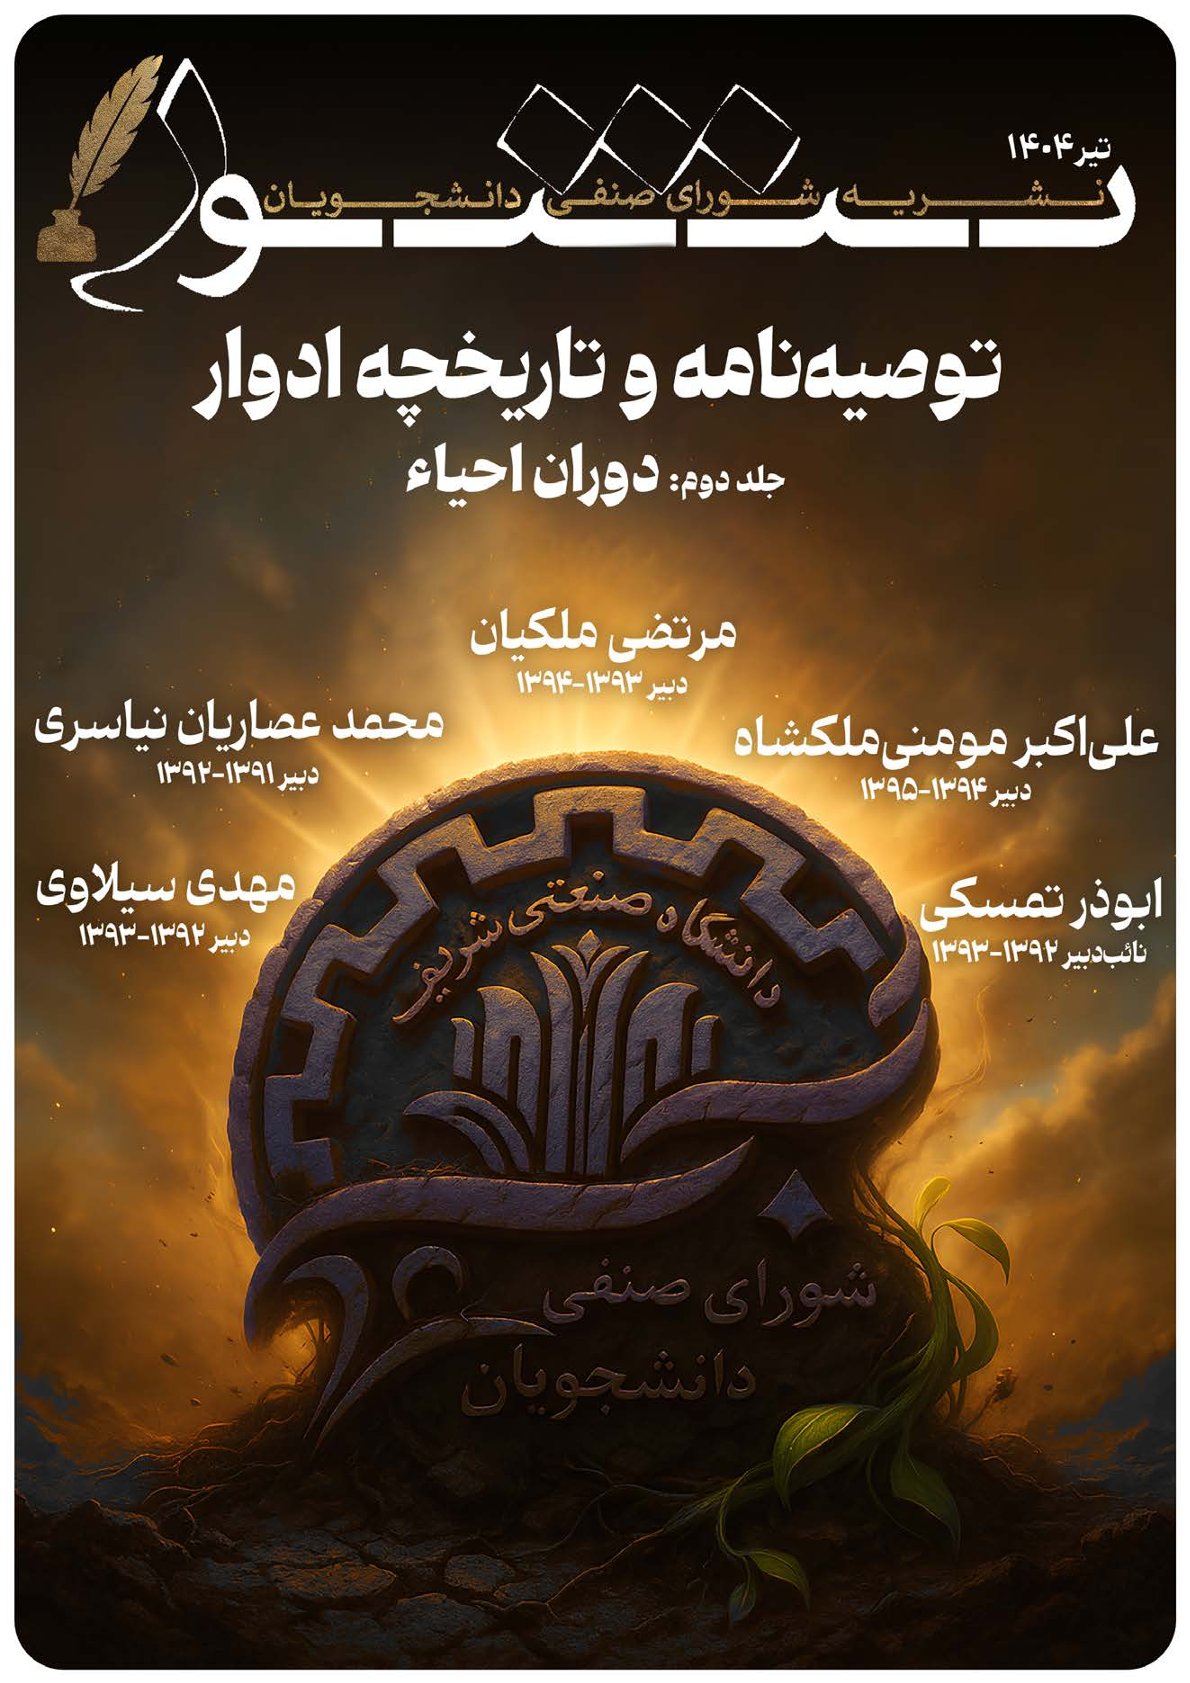 تیر ۱۴۰۴
نشریه شورای صنفی دانشجویان
توصیه‌نامه و تاریخچه ادوار
جلد دوم: دوران احیاء
مرتضی ملکیان
دبیر ۱۳۹۳-۱۳۹۴
محمد عصاریان نیاسری
دبیر ۱۳۹۱-۱۳۹۲
علی‌اکبر مومنی‌ملکشاه
دبیر ۱۳۹۴-۱۳۹۵
مهدی سیلاوی
دبیر ۱۳۹۲-۱۳۹۳
ابوذر تمسکی
نائب‌دبیر ۱۳۹۲-۱۳۹۳
دانشگاه صنعتی شریف
شورای صنفی
دانشجویان